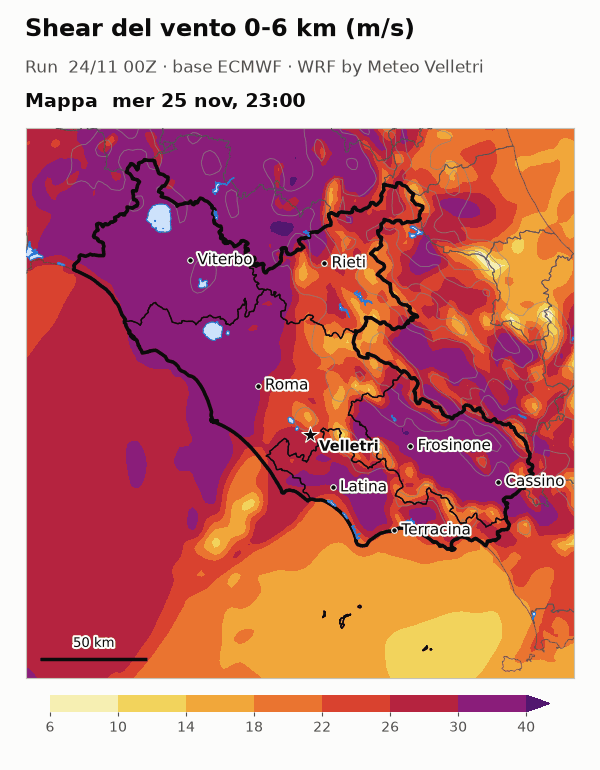 Shear del vento 0-6 km (m/s)
Run  24/11 00Z · base ECMWF · WRF by Meteo Velletri
Mappa  mer 25 nov, 23:00
Viterbo
Rieti
Roma
Velletri
Frosinone
Cassino
Latina
Terracina
50 km
6 10 14 18 22 26 30 40